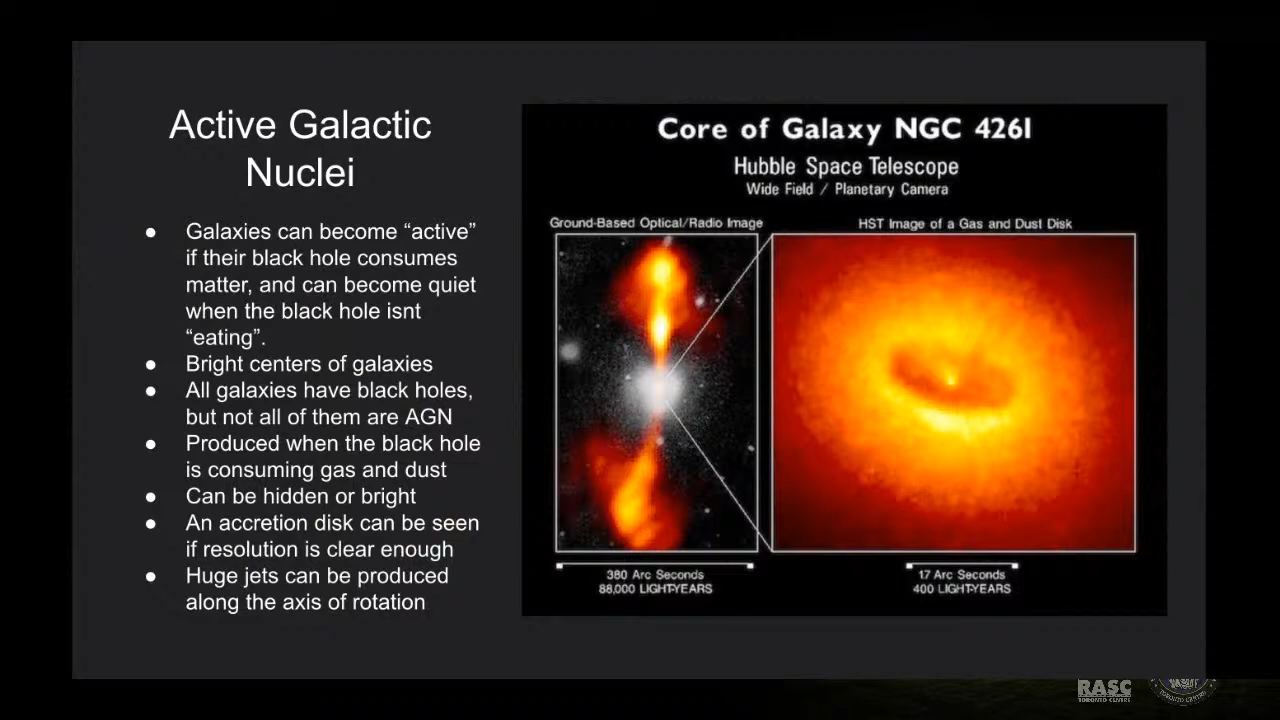 Active Galactic
Nuclei
● Galaxies can become “active”
if their black hole consumes
matter, and can become quiet
when the black hole isnt
“eating”.
● Bright centers of galaxies
● All galaxies have black holes,
but not all of them are AGN
● Produced when the black hole
is consuming gas and dust
● Can be hidden or bright
● An accretion disk can be seen
if resolution is clear enough
● Huge jets can be produced
along the axis of rotation
Core of Galaxy NGC 4261
Hubble Space Telescope
Wide Field / Planetary Camera
Ground-Based Optical/Radio Image
HST Image of a Gas and Dust Disk
380 Arc Seconds
88,000 LIGHT-YEARS
17 Arc Seconds
400 LIGHT-YEARS
RASC
TORONTO CENTRE
TORONTO CENTRE